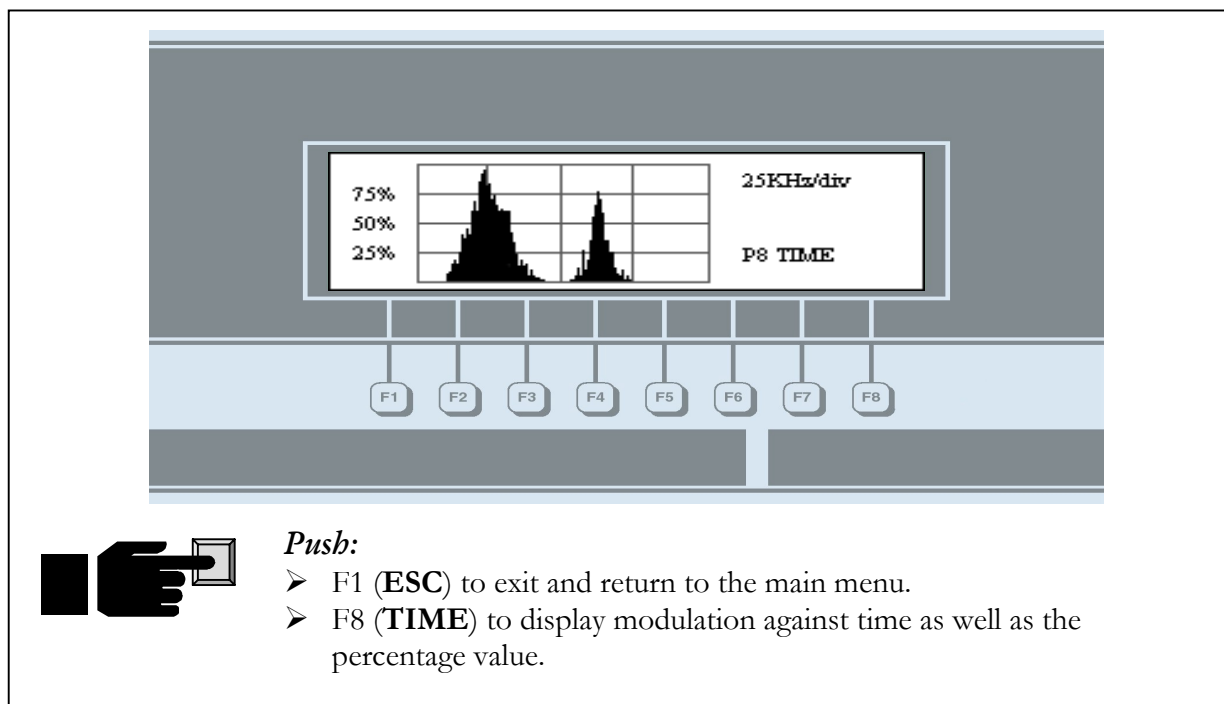 75%
50%
25%
25KHz/div
P8 TIME
F1 F2 F3 F4 F5 F6 F7 F8
Push:
➢ F1 (ESC) to exit and return to the main menu.
➢ F8 (TIME) to display modulation against time as well as the
percentage value.